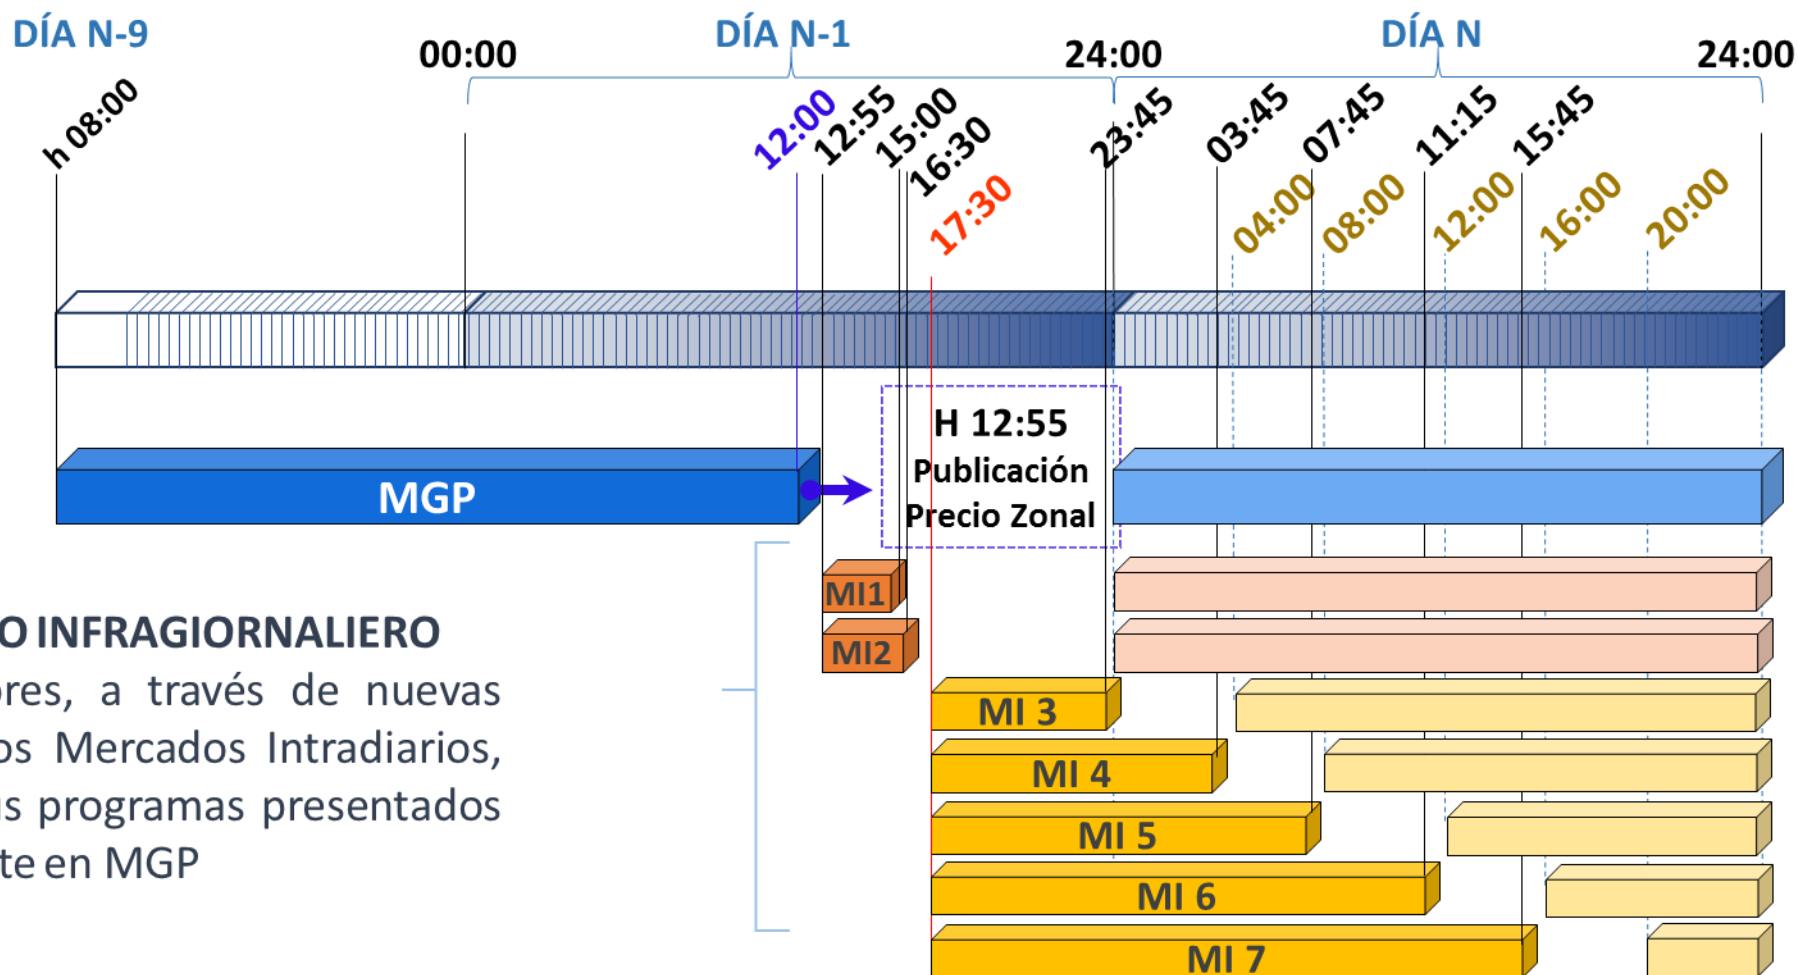 DÍA N-9
DÍA N-1
DÍA N
00:00
24:00
24:00
h 08:00
12:00
12:55
15:00
16:30
17:30
23:45
03:45
07:45
11:15
15:45
04:00
08:00
12:00
16:00
20:00
MGP
H 12:55
Publicación
Precio Zonal
MI1
MI2
MI 3
MI 4
MI 5
MI 6
MI 7
O INFRAGIORNALIERO
res, a través de nuevas
os Mercados Intradiarios,
us programas presentados
te en MGP